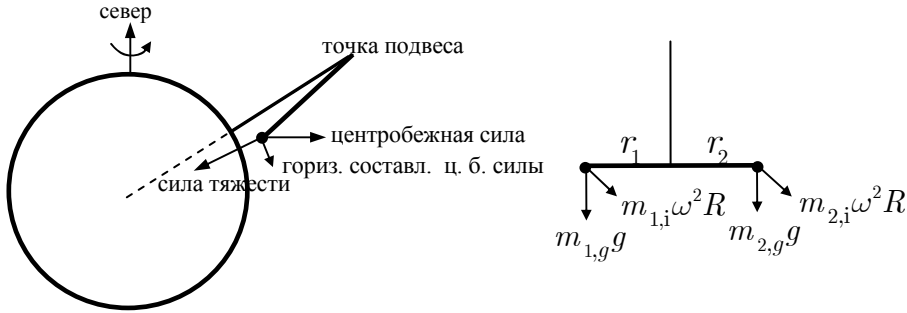 север
точка подвеса
центробежная сила
гориз. составл. ц. б. силы
сила тяжести
r₁ r₂
m₁,ᵢω²R
m₂,ᵢω²R
m₁,gg
m₂,gg